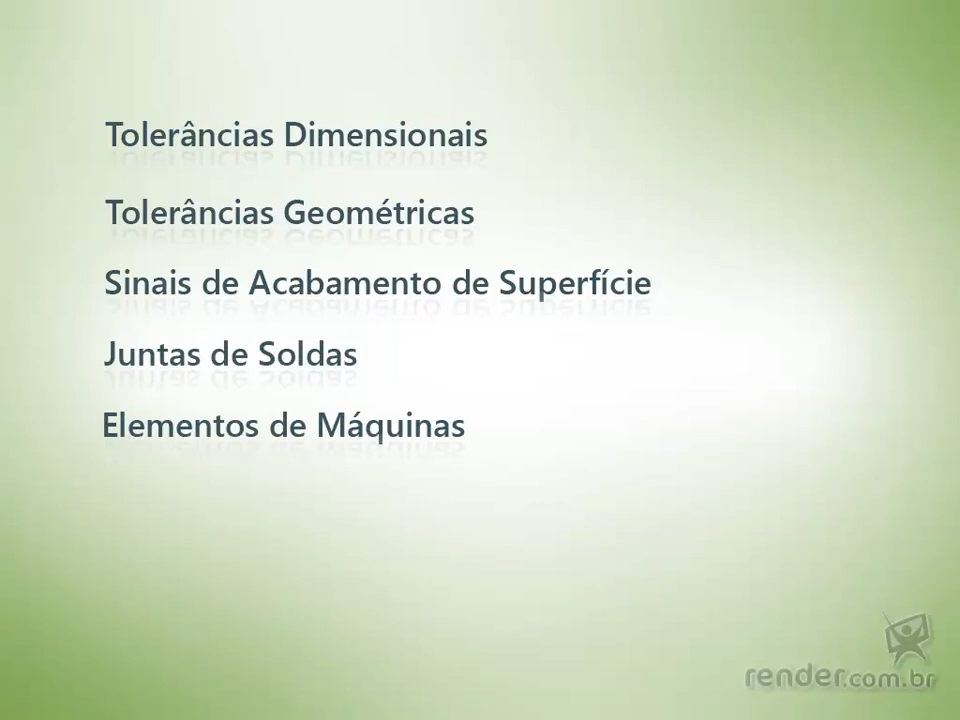 Tolerâncias Dimensionais
Tolerâncias Geométricas
Sinais de Acabamento de Superfície
Juntas de Soldas
Elementos de Máquinas
render.com.br